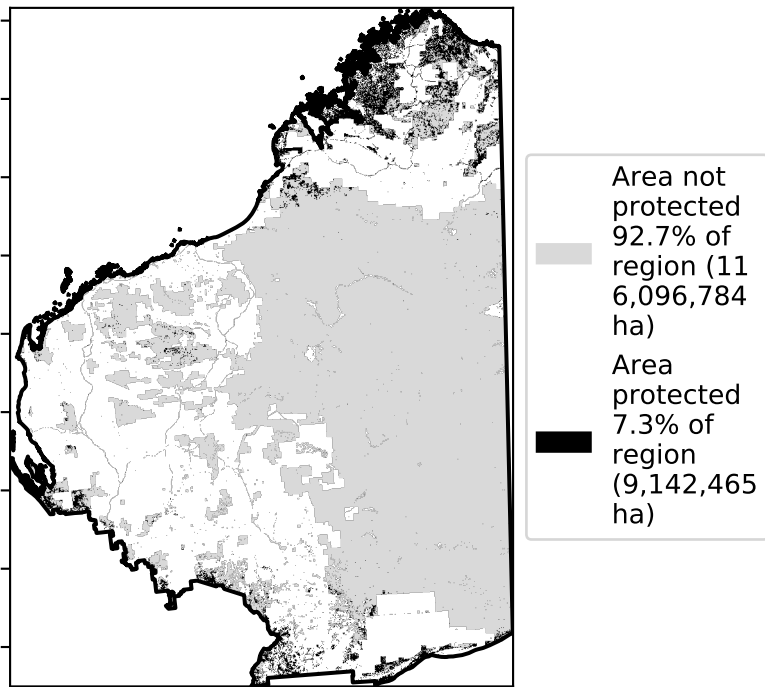 Area not
protected
92.7% of
region (11
6,096,784
ha)
Area
protected
7.3% of
region
(9,142,465
ha)